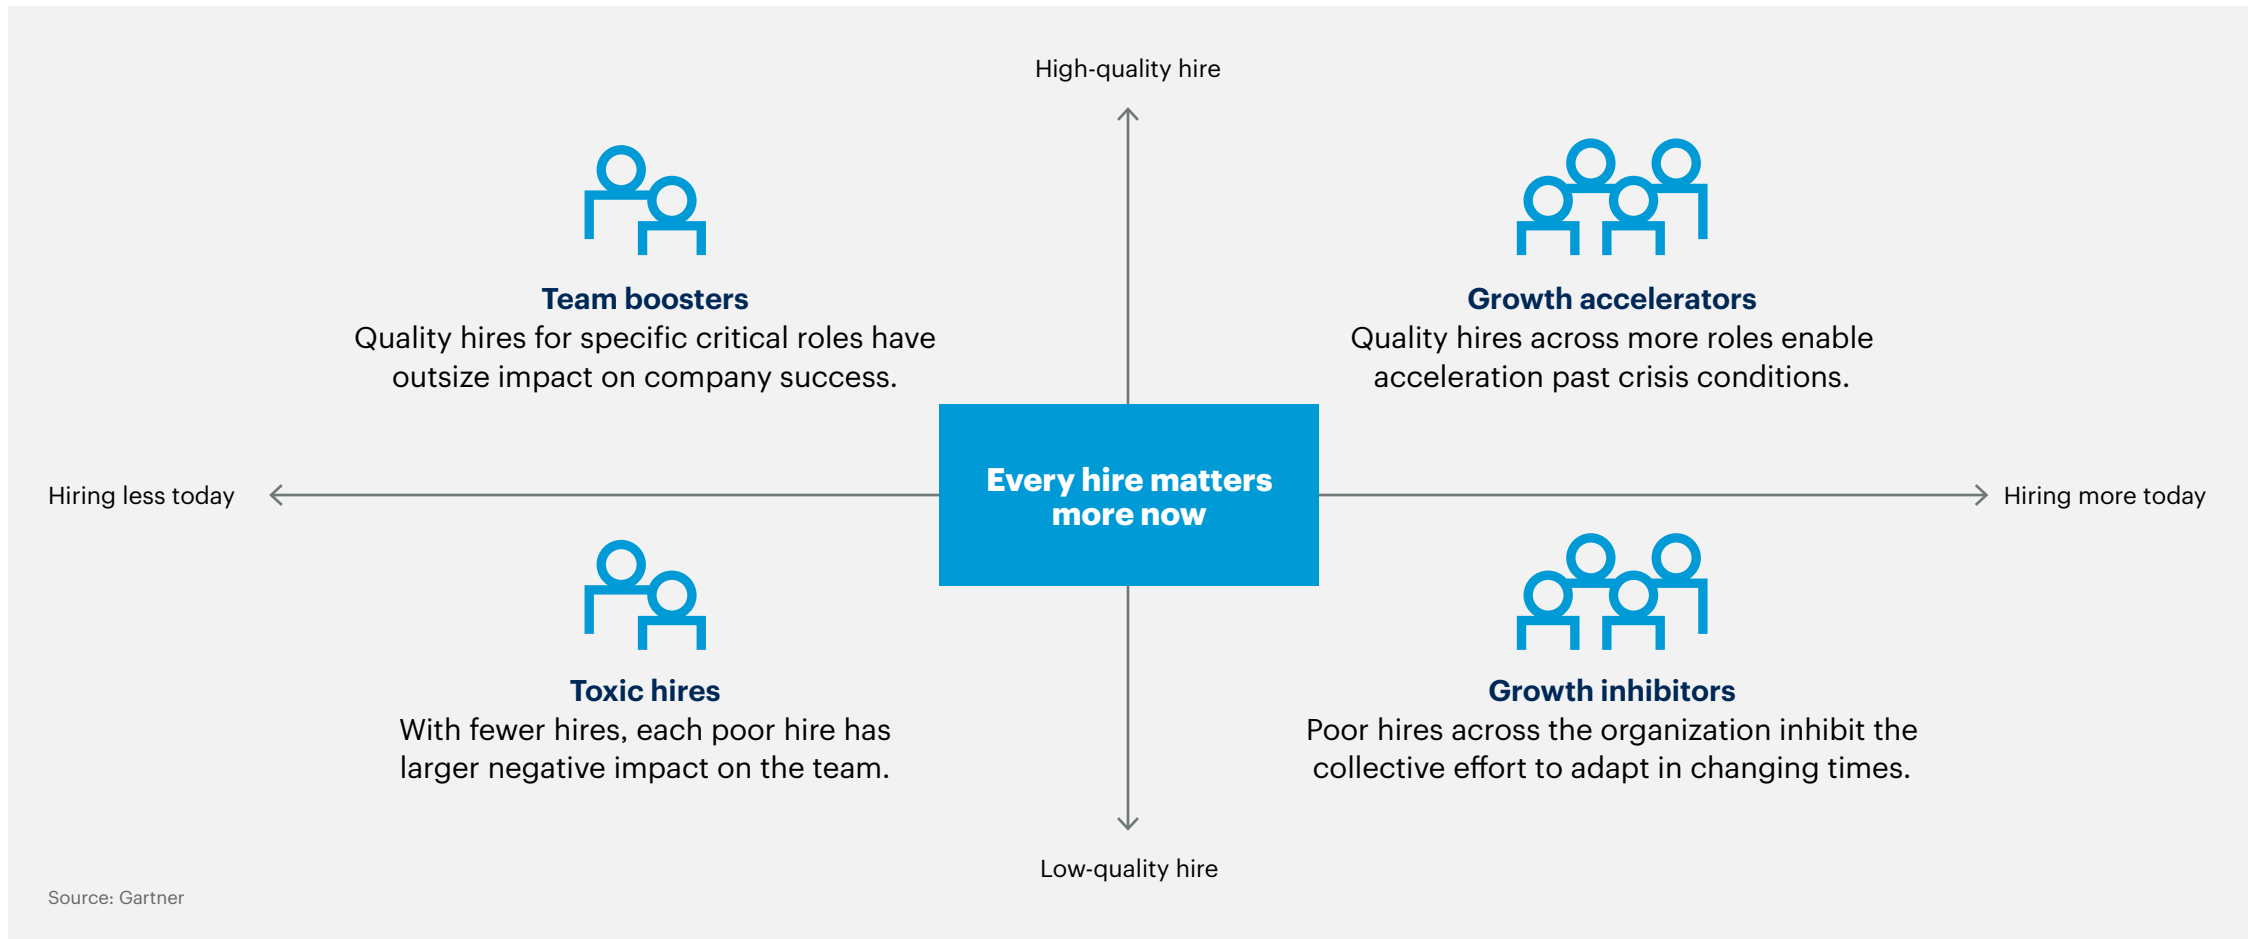 High-quality hire
Team boosters
Quality hires for specific critical roles have
outsize impact on company success.
Growth accelerators
Quality hires across more roles enable
acceleration past crisis conditions.
Hiring less today
Every hire matters
more now
Hiring more today
Toxic hires
With fewer hires, each poor hire has
larger negative impact on the team.
Growth inhibitors
Poor hires across the organization inhibit the
collective effort to adapt in changing times.
Low-quality hire
Source: Gartner